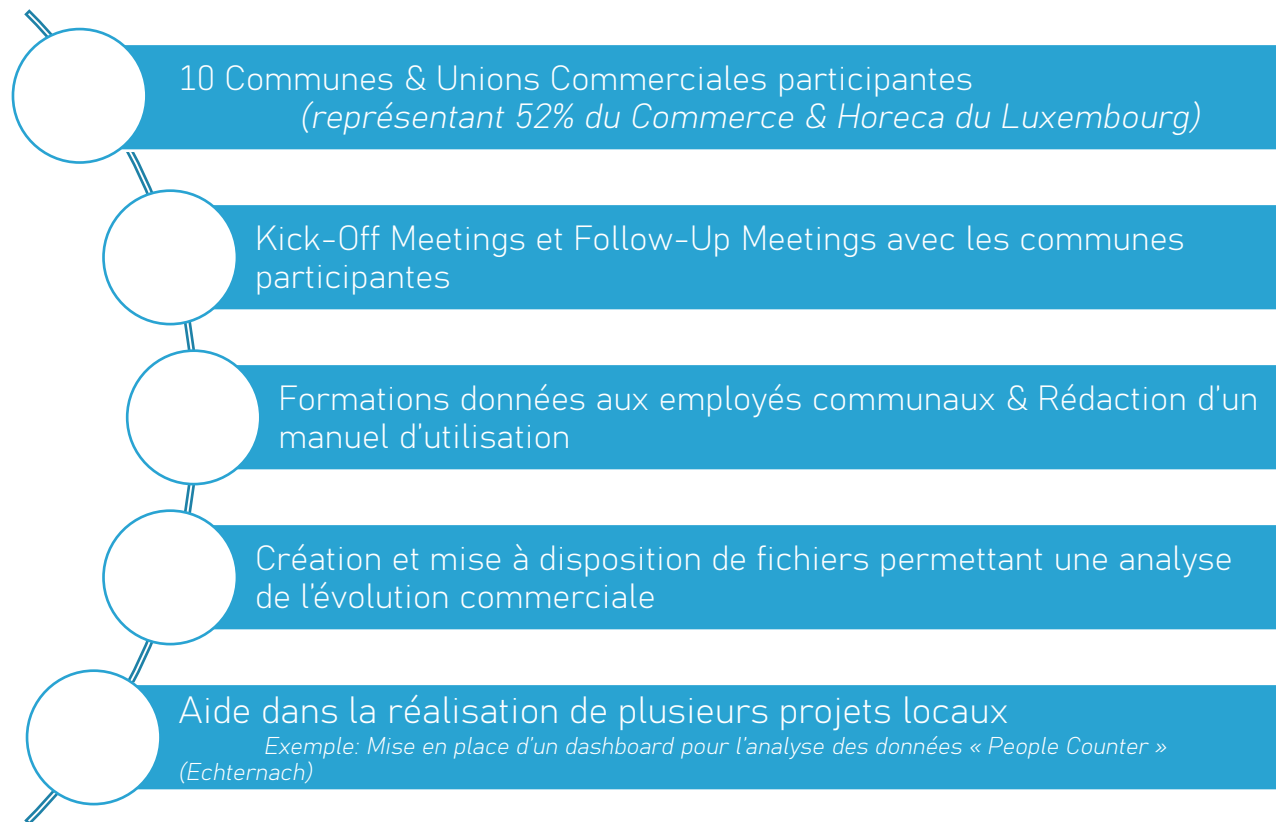 10 Communes & Unions Commerciales participantes
(représentant 52% du Commerce & Horeca du Luxembourg)
Kick-Off Meetings et Follow-Up Meetings avec les communes
participantes
Formations données aux employés communaux & Rédaction d'un
manuel d'utilisation
Création et mise à disposition de fichiers permettant une analyse
de l'évolution commerciale
Aide dans la réalisation de plusieurs projets locaux
Exemple: Mise en place d'un dashboard pour l'analyse des données « People Counter »
(Echternach)